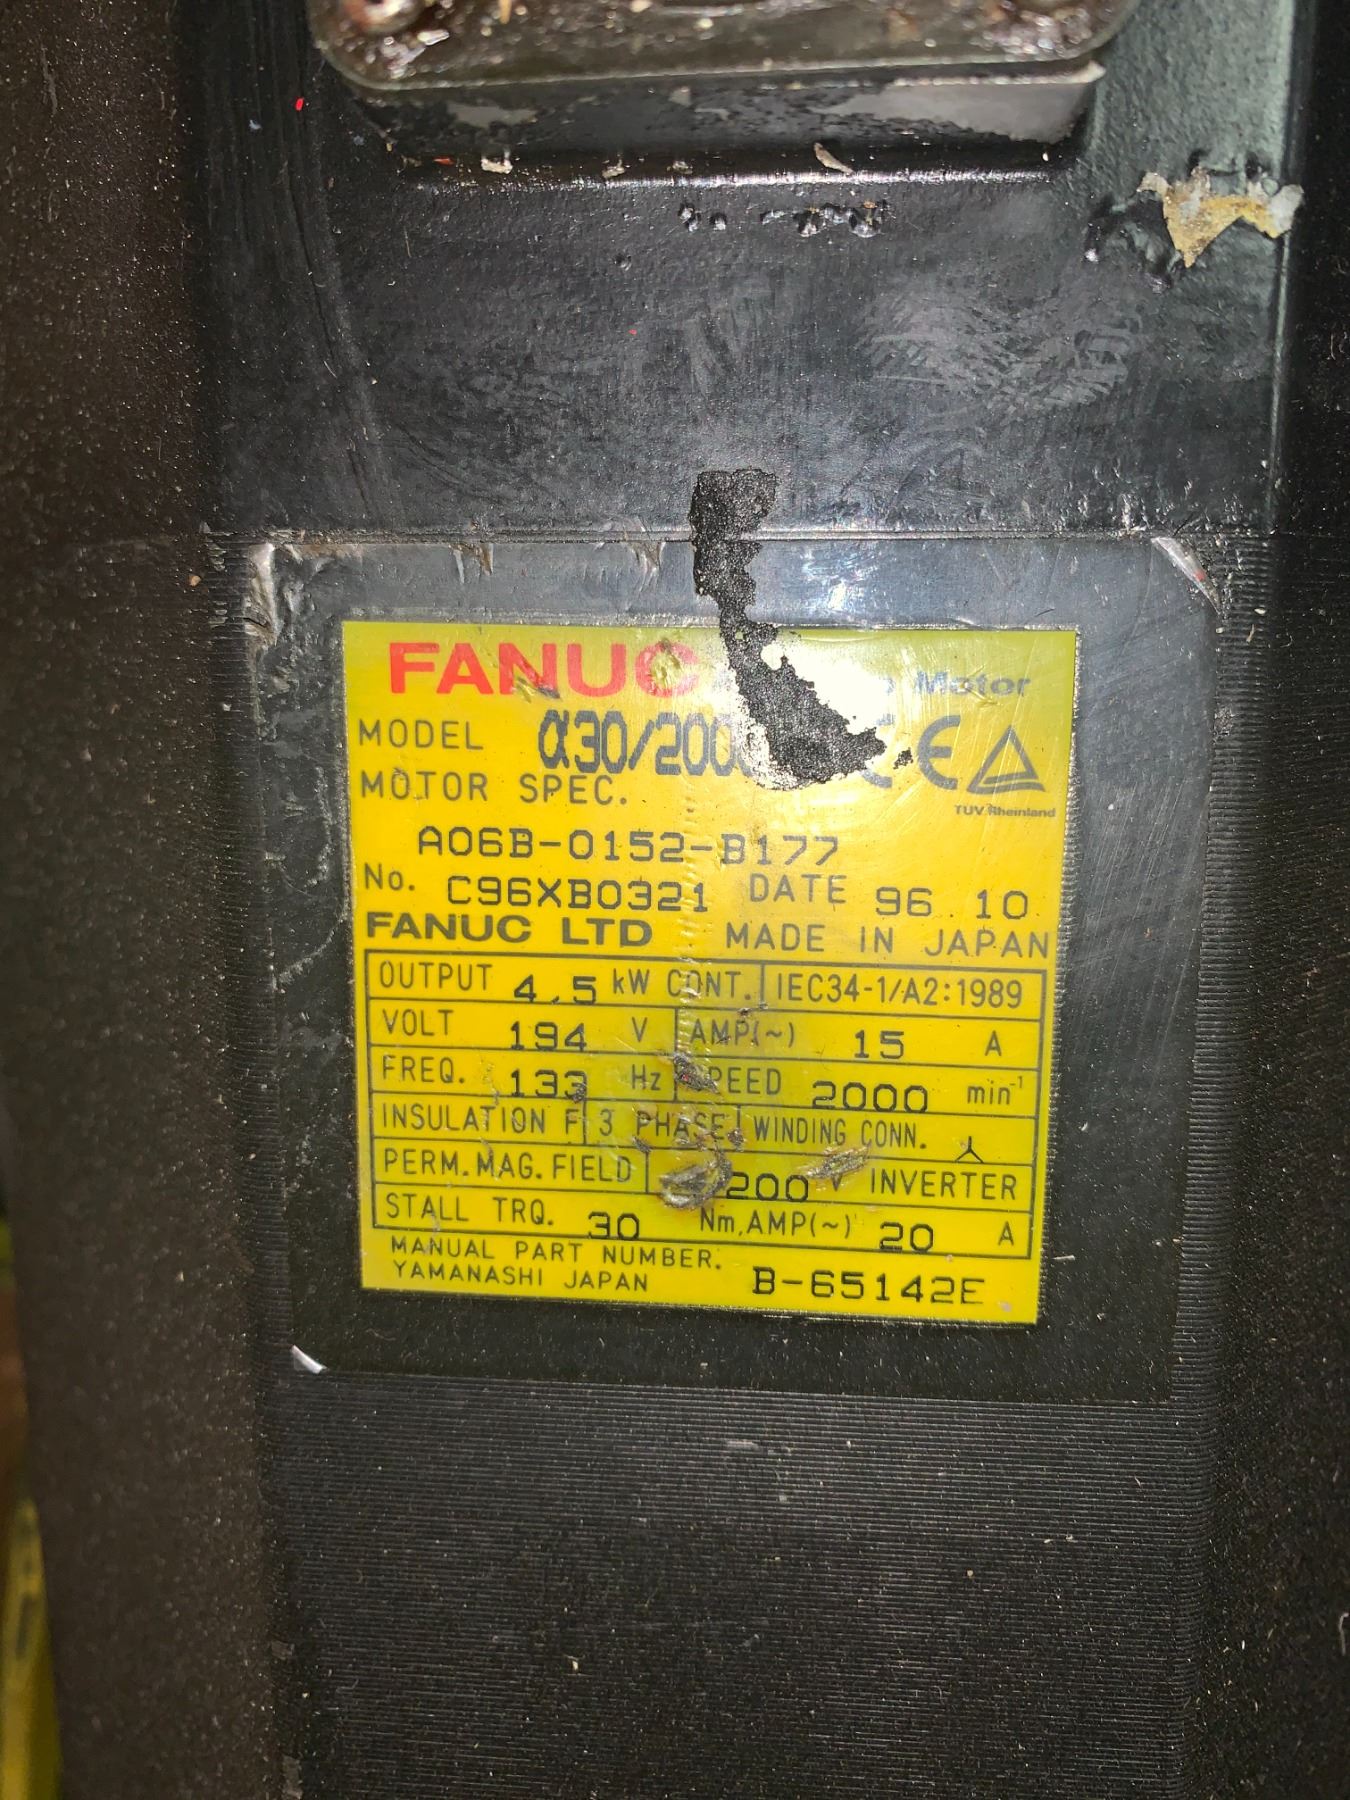 FANUC Motor
MODEL α30/200
MOTOR SPEC.
TUV Rheinland
A06B-0152-B177
No. C96XB0321 DATE 96.10
FANUC LTD MADE IN JAPAN
OUTPUT 4.5 kW CONT. IEC34-1/A2:1989
VOLT 194 V AMP(~) 15 A
FREQ. 133 Hz SPEED 2000 min⁻¹
INSULATION F 3 PHASE WINDING CONN.
PERM.MAG.FIELD 200 V INVERTER
STALL TRQ. 30 Nm,AMP(~) 20 A
MANUAL PART NUMBER.
YAMANASHI JAPAN B-65142E